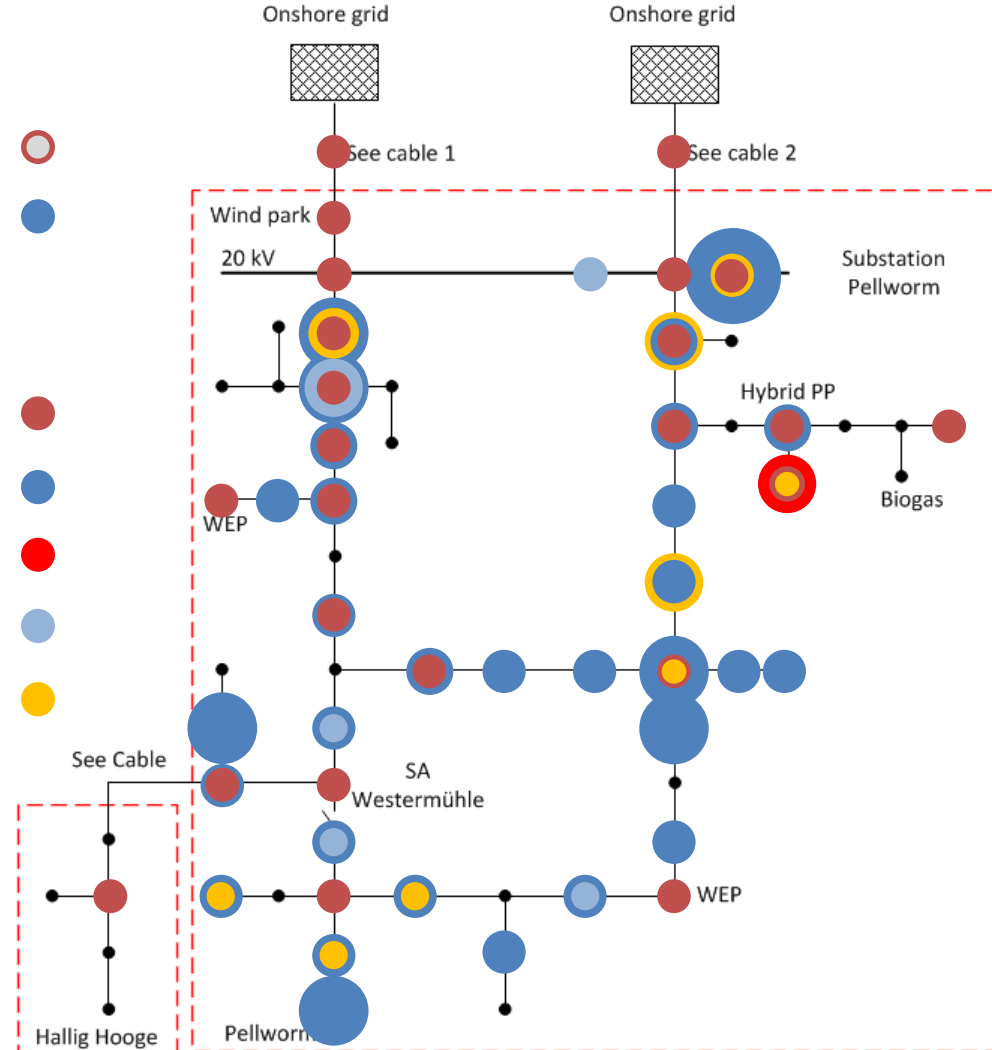 Onshore grid
Onshore grid
See cable 1
See cable 2
Wind park
20 kV
Substation
Pellworm
Hybrid PP
Biogas
WEP
See Cable
SA
Westermühle
WEP
Hallig Hooge
Pellworm